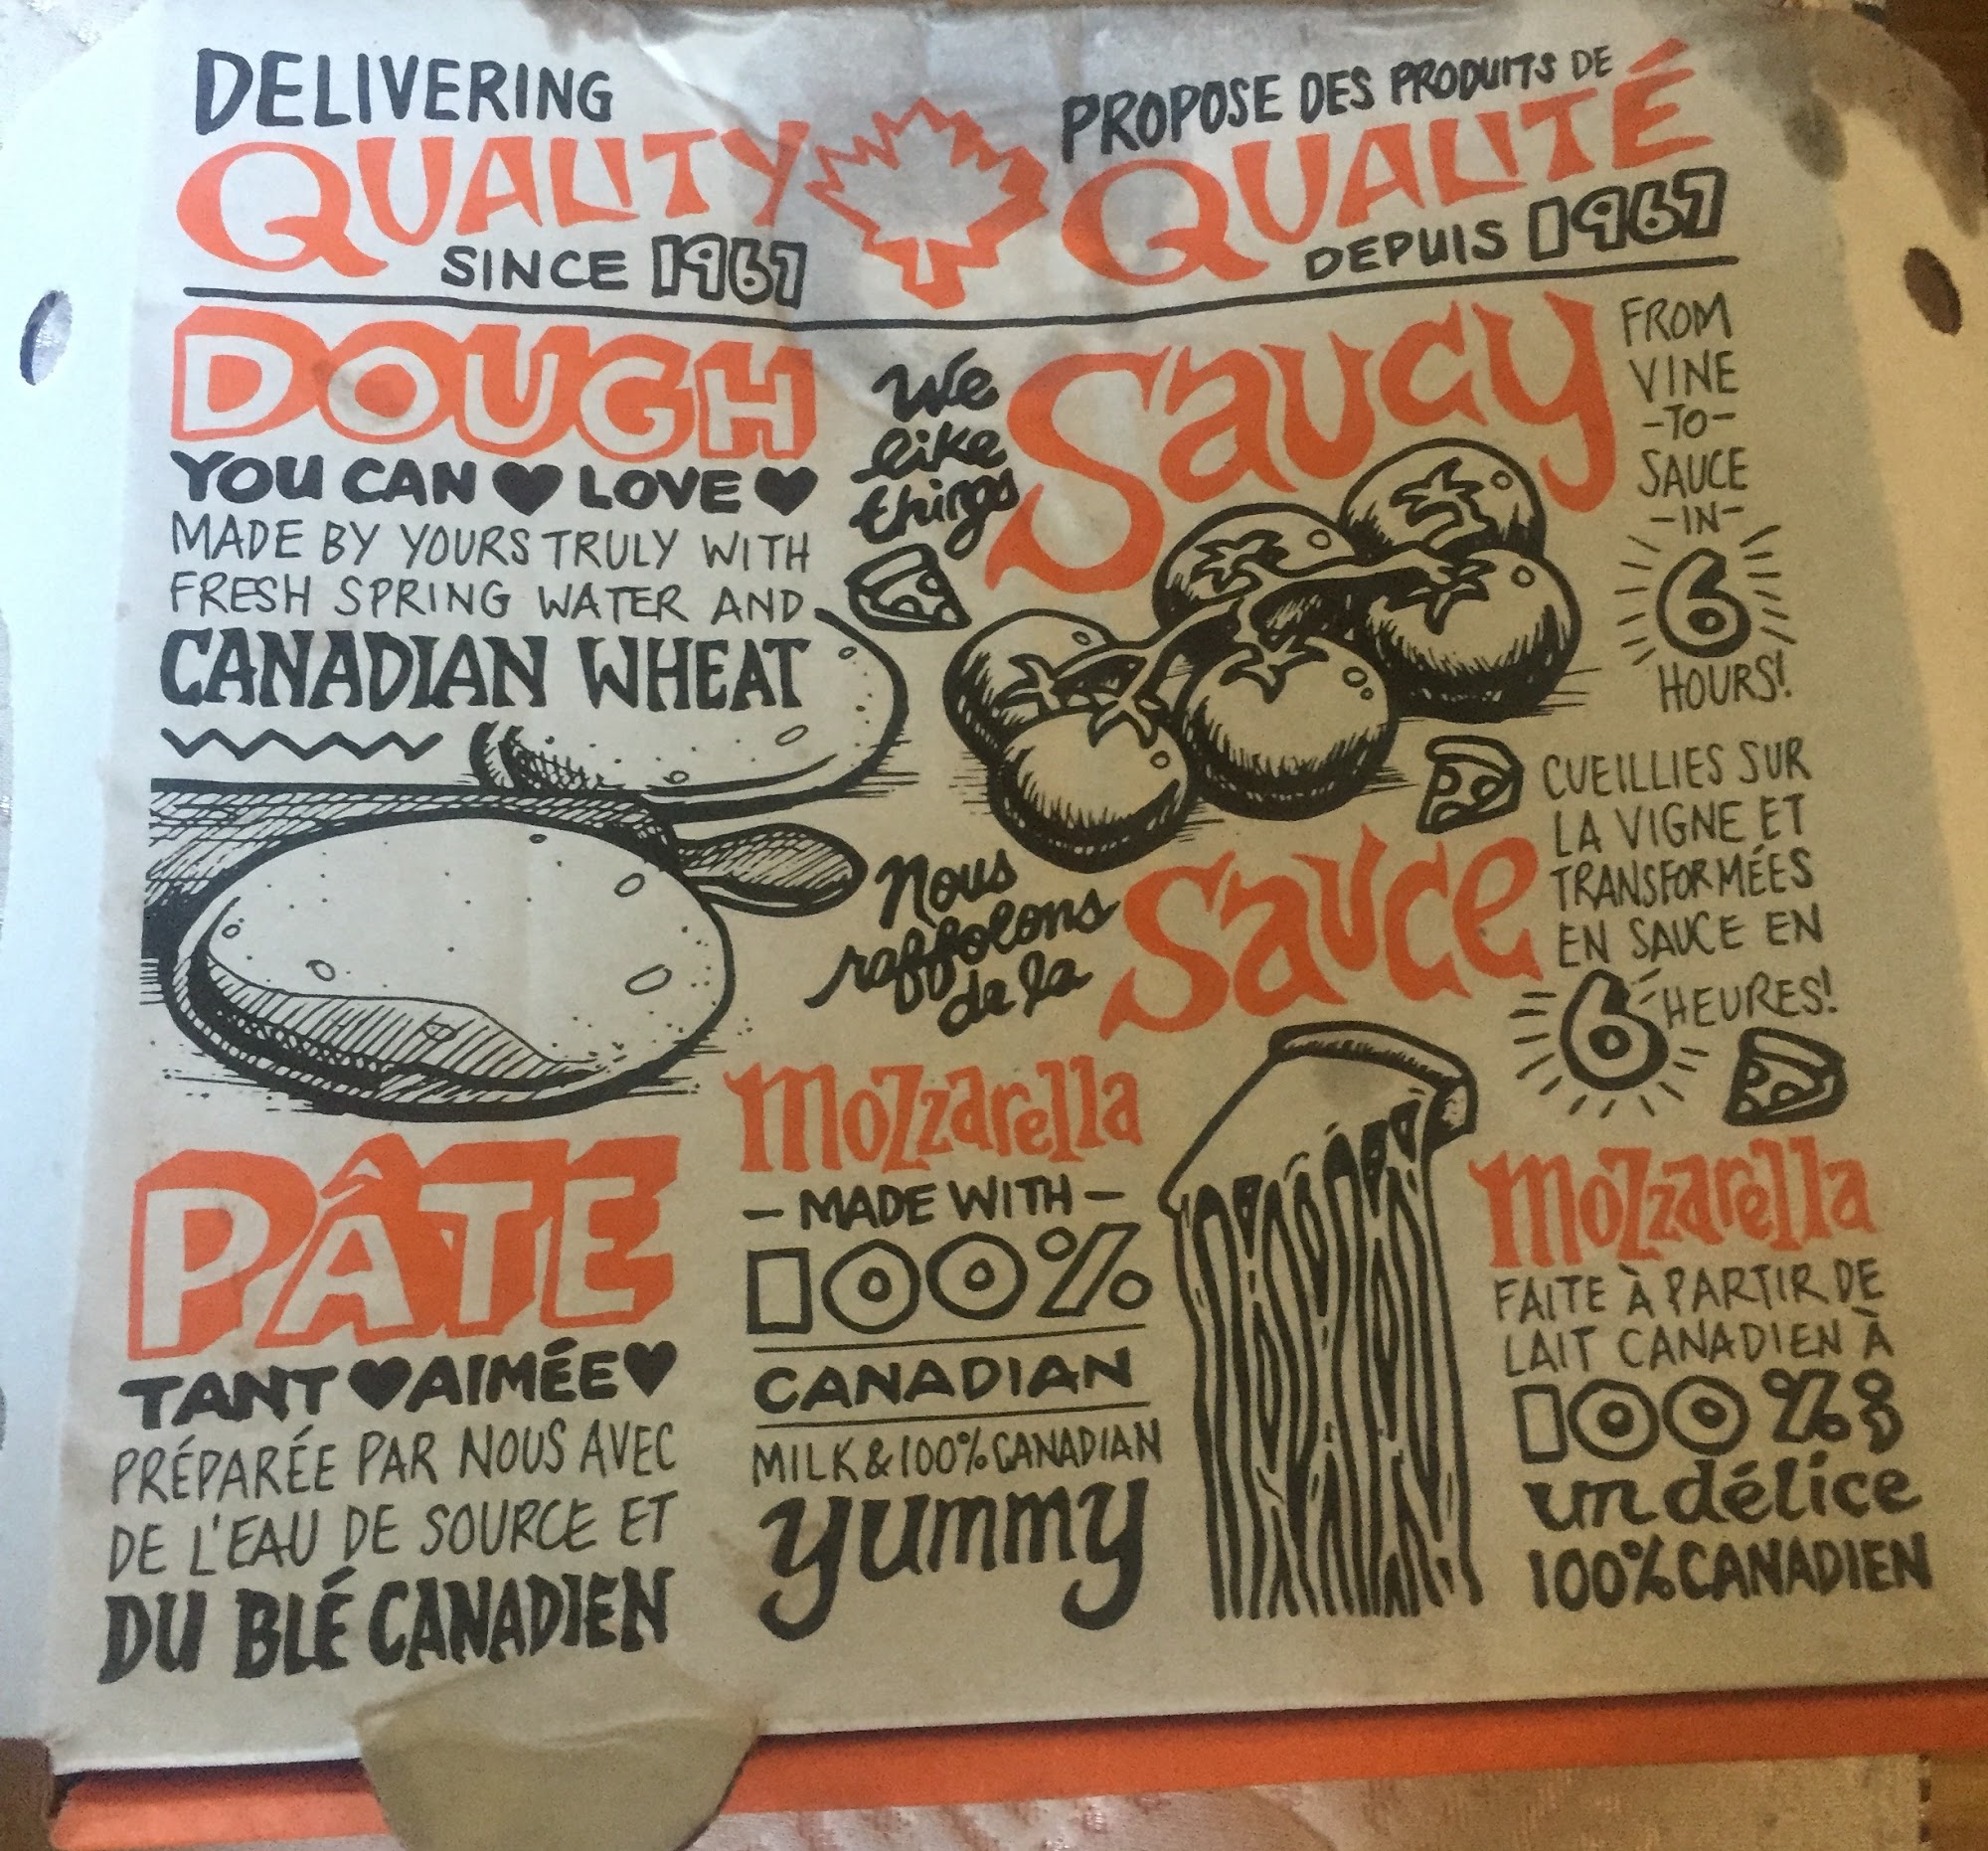 DELIVERING
QUALITY
SINCE 1967
PROPOSE DES PRODUITS DE
QUALITÉ
DEPUIS 1967
DOUGH
YOU CAN LOVE
MADE BY YOURS TRULY WITH
FRESH SPRING WATER AND
CANADIAN WHEAT
We
like
things
Saucy
FROM
VINE
-TO-
SAUCE
-IN-
6
HOURS!
Nous
raffolons
de la
Sauce
CUEILLIES SUR
LA VIGNE ET
TRANSFORMÉES
EN SAUCE EN
6 HEURES!
PÂTE
TANT AIMÉE
PRÉPARÉE PAR NOUS AVEC
DE L'EAU DE SOURCE ET
DU BLÉ CANADIEN
Mozzarella
- MADE WITH -
100%
CANADIAN
MILK & 100% CANADIAN
yummy
Mozzarella
FAITE À PARTIR DE
LAIT CANADIEN À
100%;
un délice
100% CANADIEN